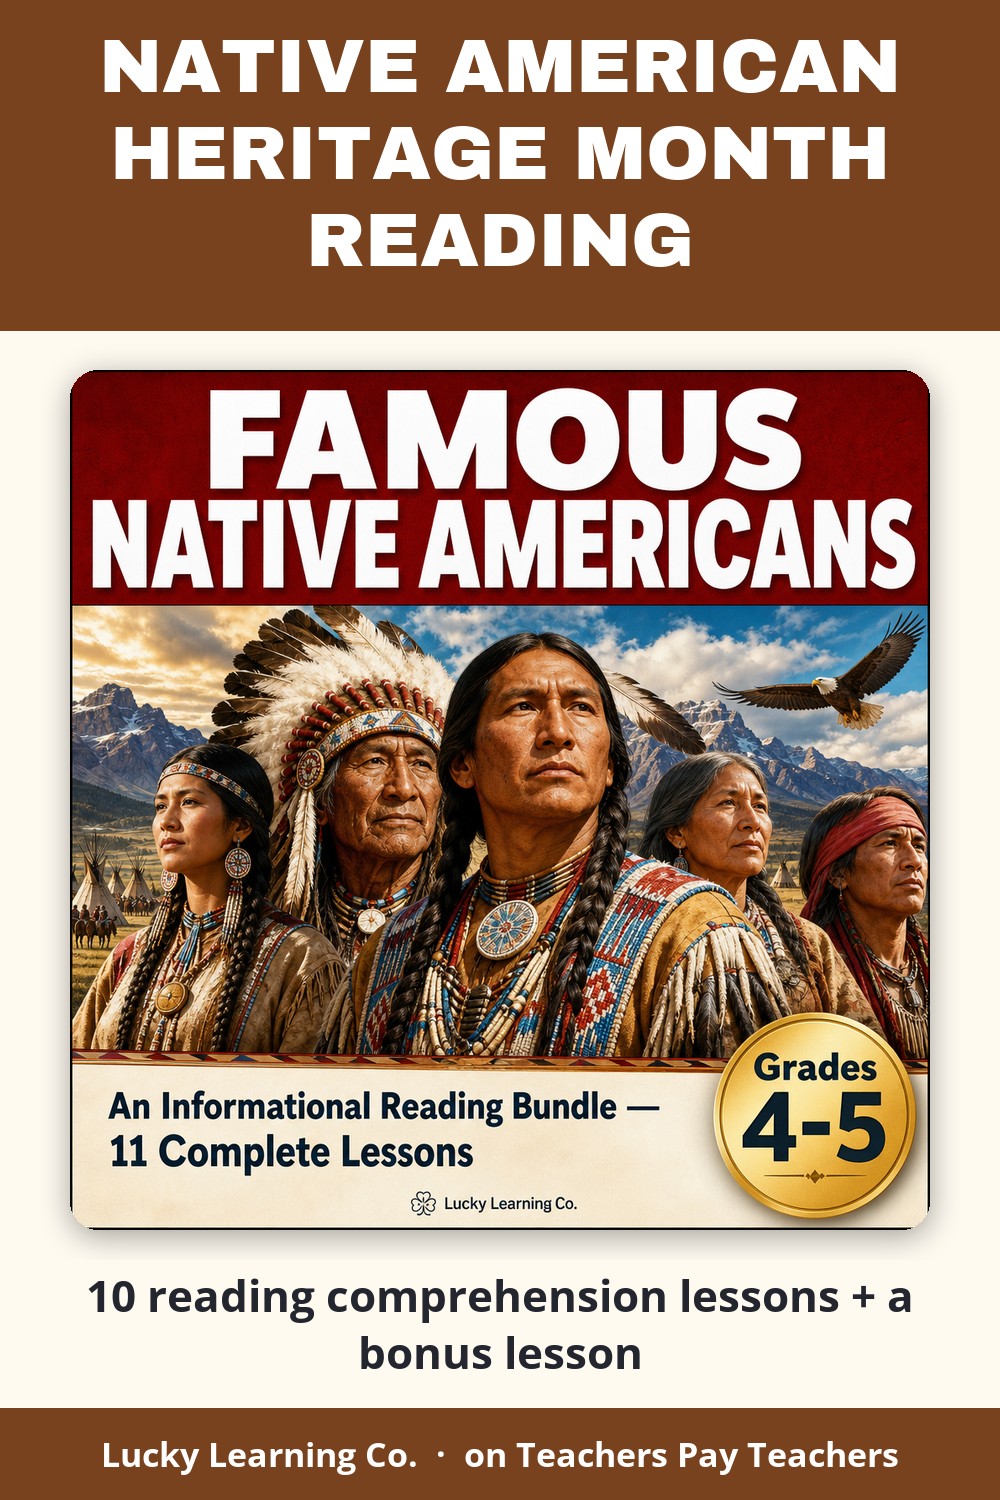 NATIVE AMERICAN
HERITAGE MONTH
READING
FAMOUS
NATIVE AMERICANS
An Informational Reading Bundle —
11 Complete Lessons
Grades
4-5
Lucky Learning Co.
10 reading comprehension lessons + a
bonus lesson
Lucky Learning Co. · on Teachers Pay Teachers